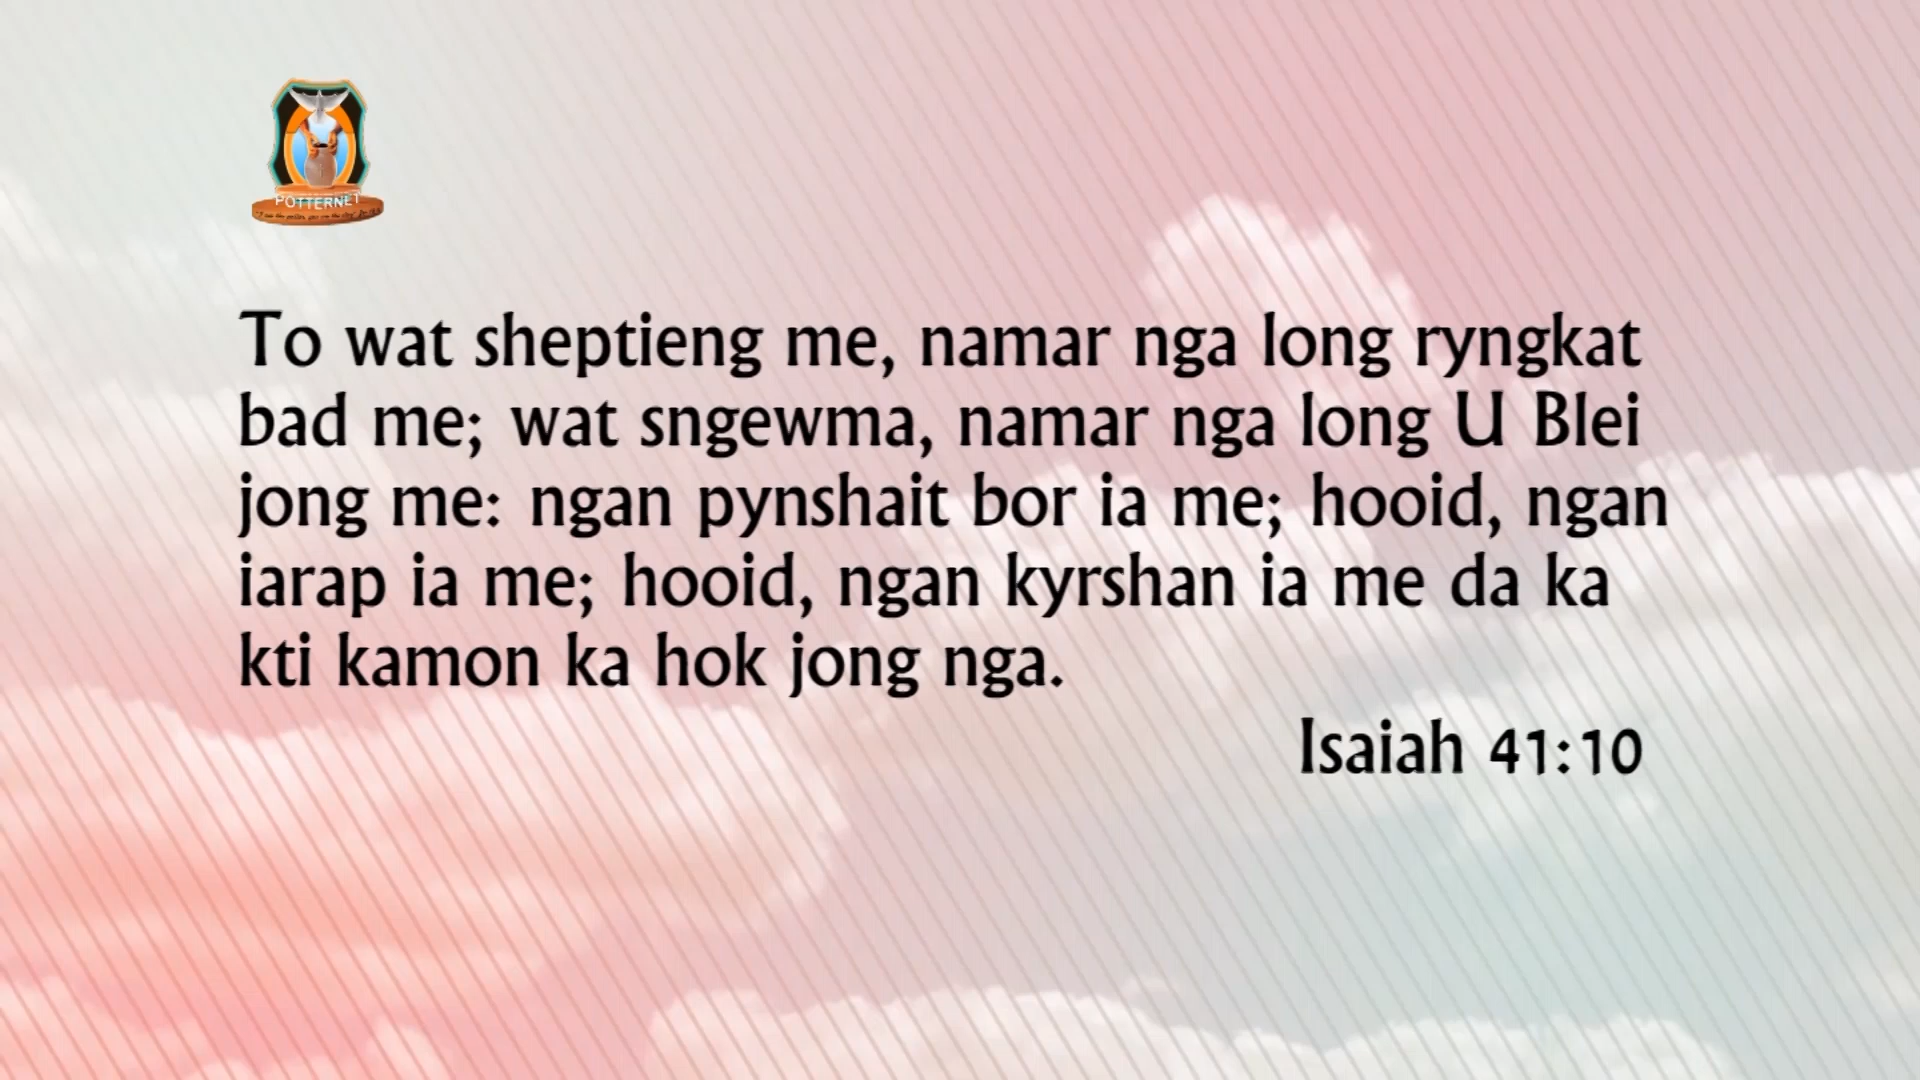 POTTERNET
To wat sheptieng me, namar nga long ryngkat
bad me; wat sngewma, namar nga long U Blei
jong me: ngan pynshait bor ia me; hooid, ngan
iarap ia me; hooid, ngan kyrshan ia me da ka
kti kamon ka hok jong nga.
Isaiah 41:10